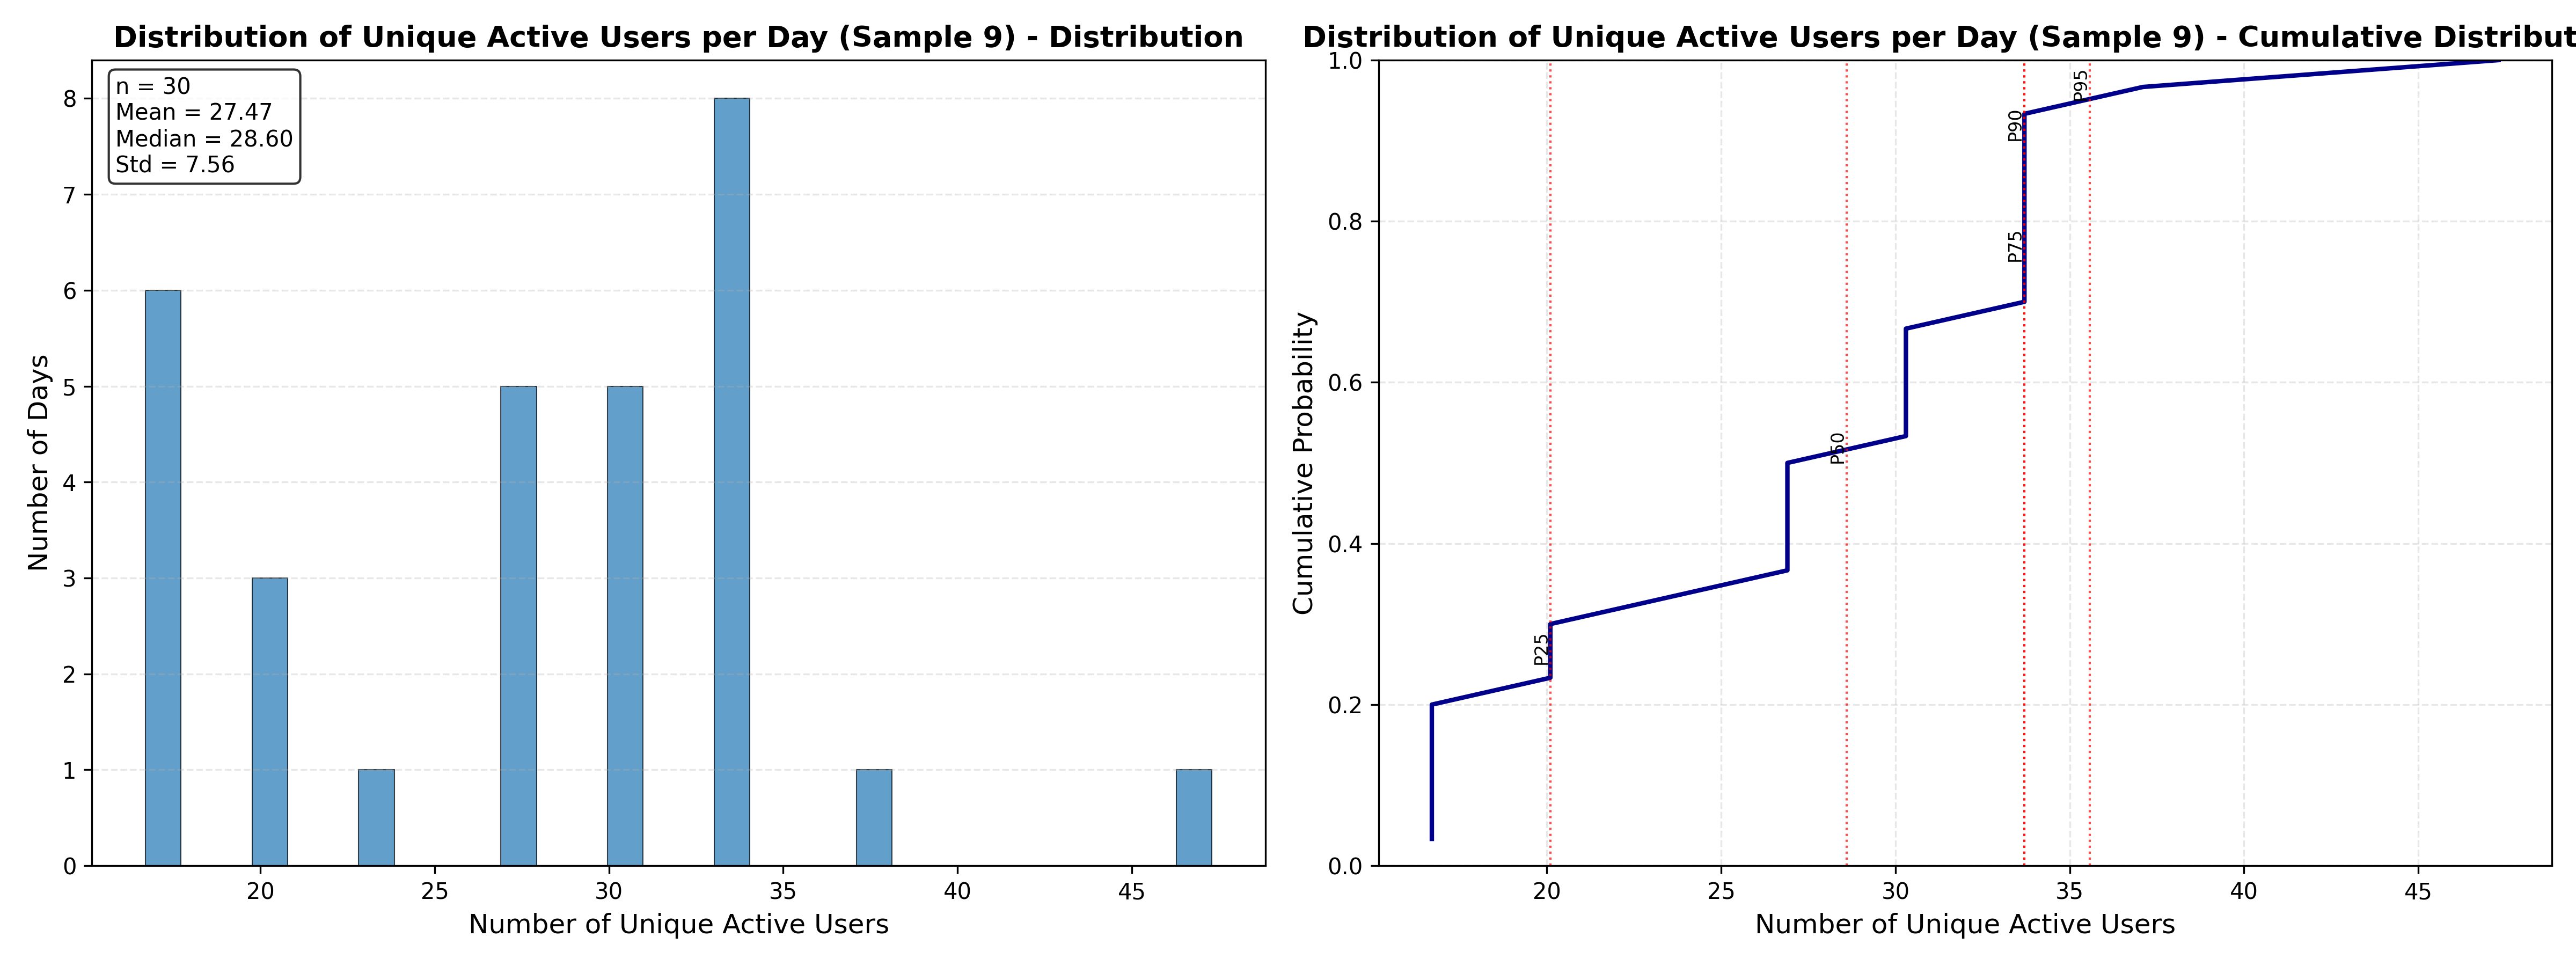 Distribution of Unique Active Users per Day (Sample 9) - Distribution
n = 30
Mean = 27.47
Median = 28.60
Std = 7.56
8
7
6
5
4
3
2
1
0
Number of Days
20 25 30 35 40 45
Number of Unique Active Users
Distribution of Unique Active Users per Day (Sample 9) - Cumulative Distribut
1.0
0.8
0.6
0.4
0.2
0.0
Cumulative Probability
P25
P50
P75
P90
P95
20 25 30 35 40 45
Number of Unique Active Users